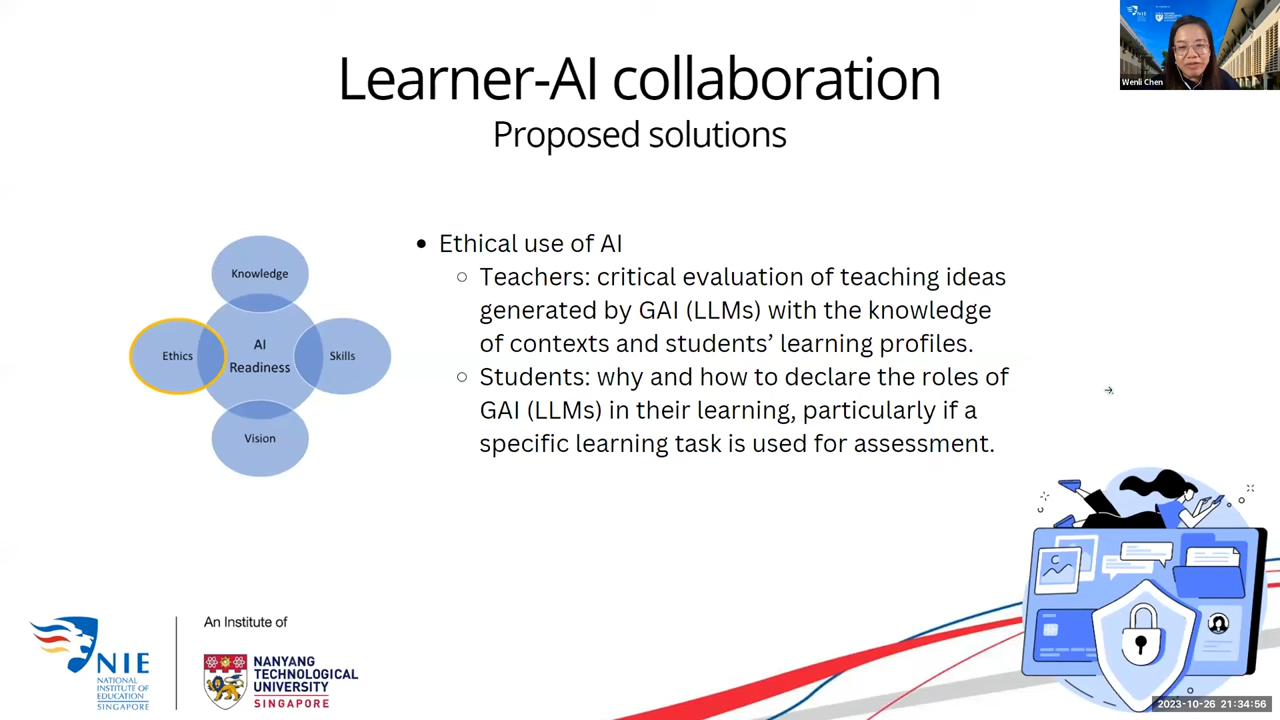 Learner-AI collaboration
Proposed solutions
Wenli Chen
Knowledge
Ethics
AI
Readiness
Skills
Vision
• Ethical use of AI
○ Teachers: critical evaluation of teaching ideas
generated by GAI (LLMs) with the knowledge
of contexts and students’ learning profiles.
○ Students: why and how to declare the roles of
GAI (LLMs) in their learning, particularly if a
specific learning task is used for assessment.
NIE
NATIONAL
INSTITUTE OF
EDUCATION
SINGAPORE
An Institute of
NANYANG
TECHNOLOGICAL
UNIVERSITY
SINGAPORE
2023-10-26 21:34:56